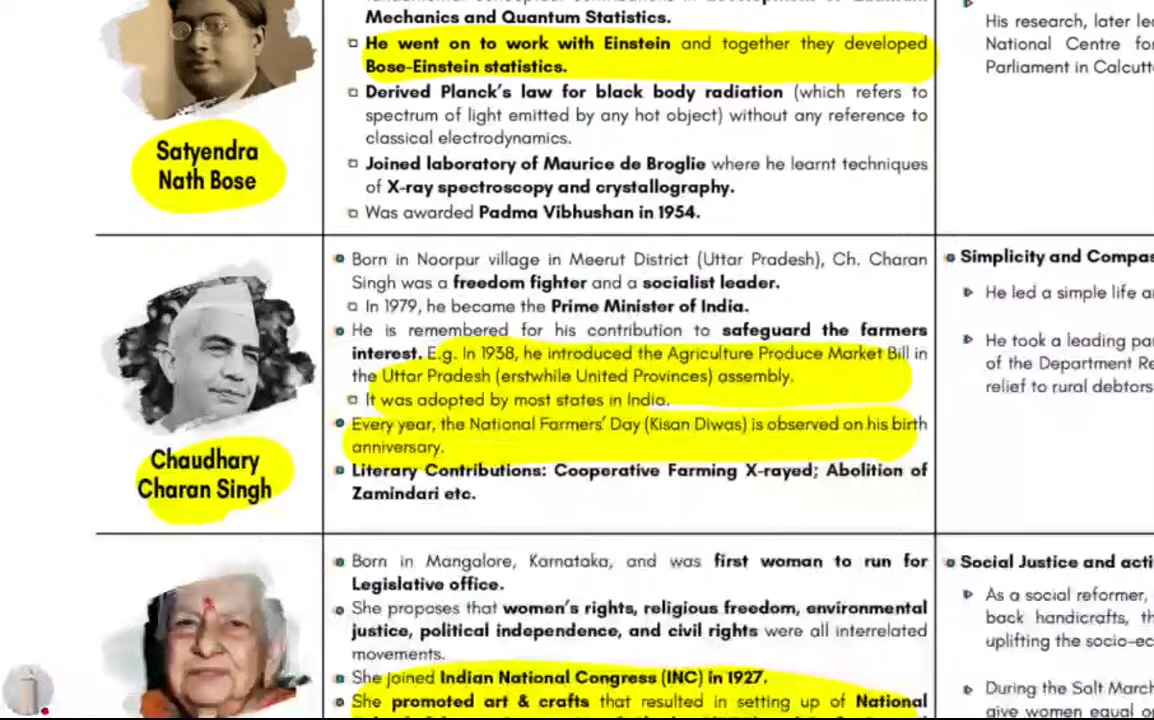 Mechanics and Quantum Statistics.
He went on to work with Einstein and together they developed
Bose-Einstein statistics.
Derived Planck's law for black body radiation (which refers to
spectrum of light emitted by any hot object) without any reference to
classical electrodynamics.
Joined laboratory of Maurice de Broglie where he learnt techniques
of X-ray spectroscopy and crystallography.
Was awarded Padma Vibhushan in 1954.
Satyendra
Nath Bose
His research, later
National Centre for
Parliament in
Born in Noorpur village in Meerut District (Uttar Pradesh), Ch. Charan
Singh was a freedom fighter and a socialist leader.
In 1979, he became the Prime Minister of India.
He is remembered for his contribution to safeguard the farmers
interest. E.g. In 1938, he introduced the Agriculture Produce Market Bill in
the Uttar Pradesh (erstwhile United Provinces) assembly.
It was adopted by most states in India.
Every year, the National Farmers' Day (Kisan Diwas) is observed on his birth
anniversary.
Literary Contributions: Cooperative Farming X-rayed; Abolition of
Zamindari etc.
Chaudhary
Charan Singh
Simplicity and
He led a simple life
He took a leading
of the Department
relief to rural debtors
Born in Mangalore, Karnataka, and was first woman to run for
Legislative office.
She proposes that women's rights, religious freedom, environmental
justice, political independence, and civil rights were all interrelated
movements.
She joined Indian National Congress (INC) in 1927.
She promoted art & crafts that resulted in setting up of National
Social Justice and
As a social reformer,
back handicrafts,
uplifting the
During the Salt March
give women equal